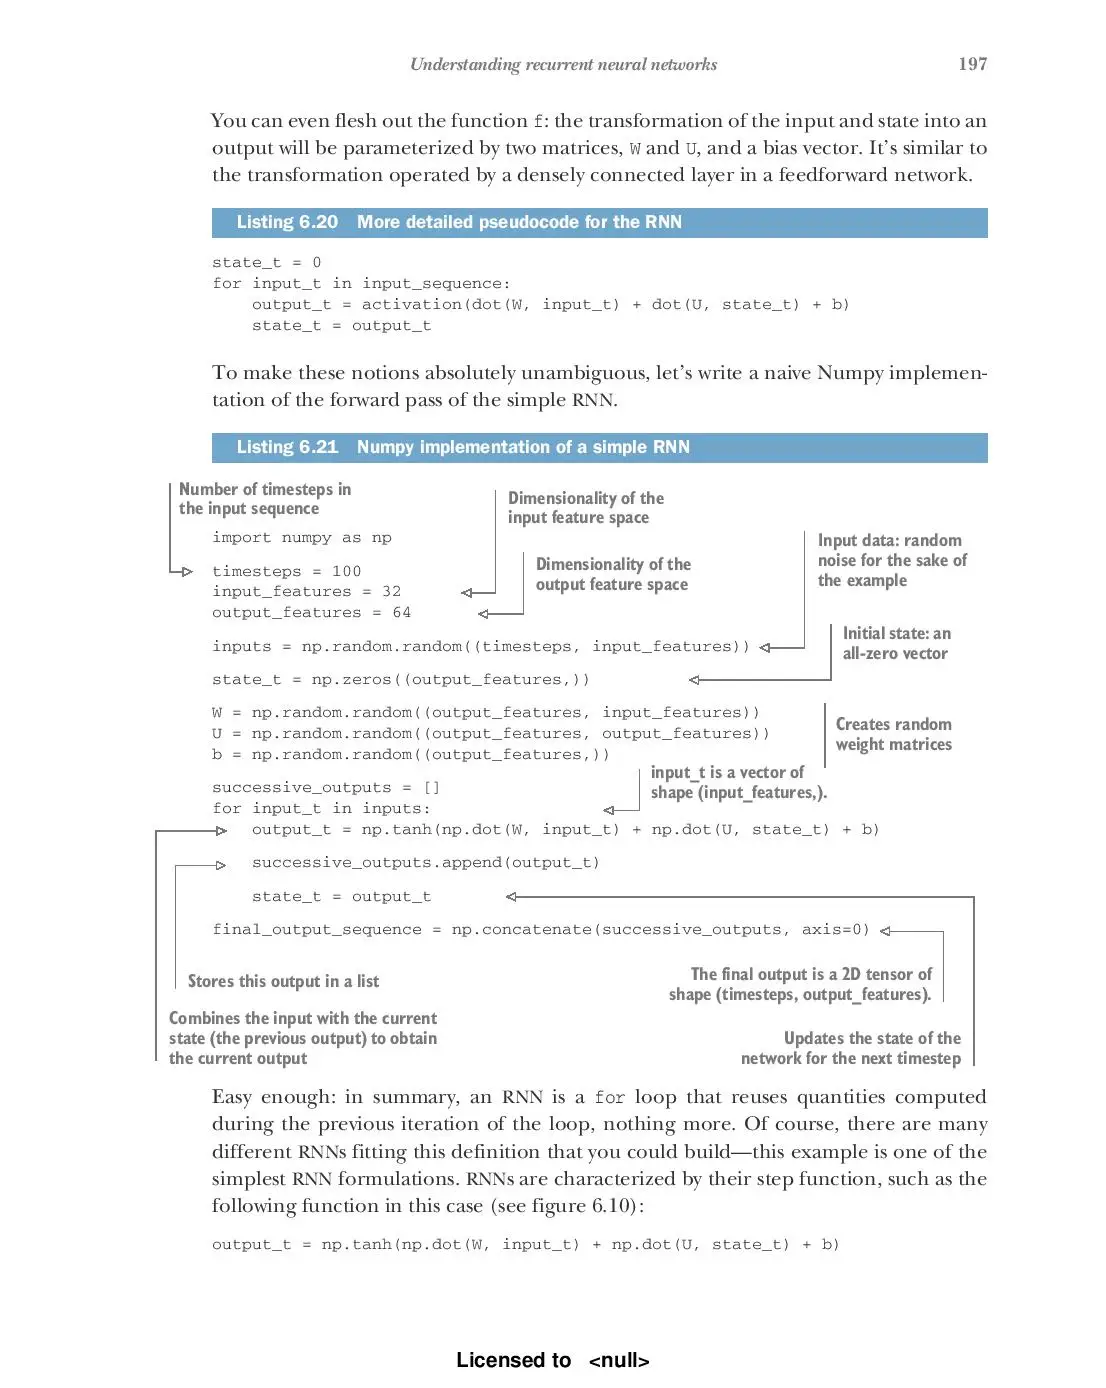 Understanding recurrent neural networks 197
You can even flesh out the function f: the transformation of the input and state into an
output will be parameterized by two matrices, W and U, and a bias vector. It's similar to
the transformation operated by a densely connected layer in a feedforward network.
Listing 6.20 More detailed pseudocode for the RNN
state_t = 0
for input_t in input_sequence:
    output_t = activation(dot(W, input_t) + dot(U, state_t) + b)
    state_t = output_t
To make these notions absolutely unambiguous, let's write a naive Numpy implemen-
tation of the forward pass of the simple RNN.
Listing 6.21 Numpy implementation of a simple RNN
Number of timesteps in
the input sequence
Dimensionality of the
input feature space
import numpy as np
Input data: random
noise for the sake of
the example
Dimensionality of the
output feature space
timesteps = 100
input_features = 32
output_features = 64
Initial state: an
all-zero vector
inputs = np.random.random((timesteps, input_features))
state_t = np.zeros((output_features,))
W = np.random.random((output_features, input_features))
U = np.random.random((output_features, output_features))
b = np.random.random((output_features,))
Creates random
weight matrices
input_t is a vector of
shape (input_features,).
successive_outputs = []
for input_t in inputs:
    output_t = np.tanh(np.dot(W, input_t) + np.dot(U, state_t) + b)
    successive_outputs.append(output_t)
    state_t = output_t
final_output_sequence = np.concatenate(successive_outputs, axis=0)
Stores this output in a list
The final output is a 2D tensor of
shape (timesteps, output_features).
Combines the input with the current
state (the previous output) to obtain
the current output
Updates the state of the
network for the next timestep
Easy enough: in summary, an RNN is a for loop that reuses quantities computed
during the previous iteration of the loop, nothing more. Of course, there are many
different RNNs fitting this definition that you could build—this example is one of the
simplest RNN formulations. RNNs are characterized by their step function, such as the
following function in this case (see figure 6.10):
output_t = np.tanh(np.dot(W, input_t) + np.dot(U, state_t) + b)
Licensed to <null>